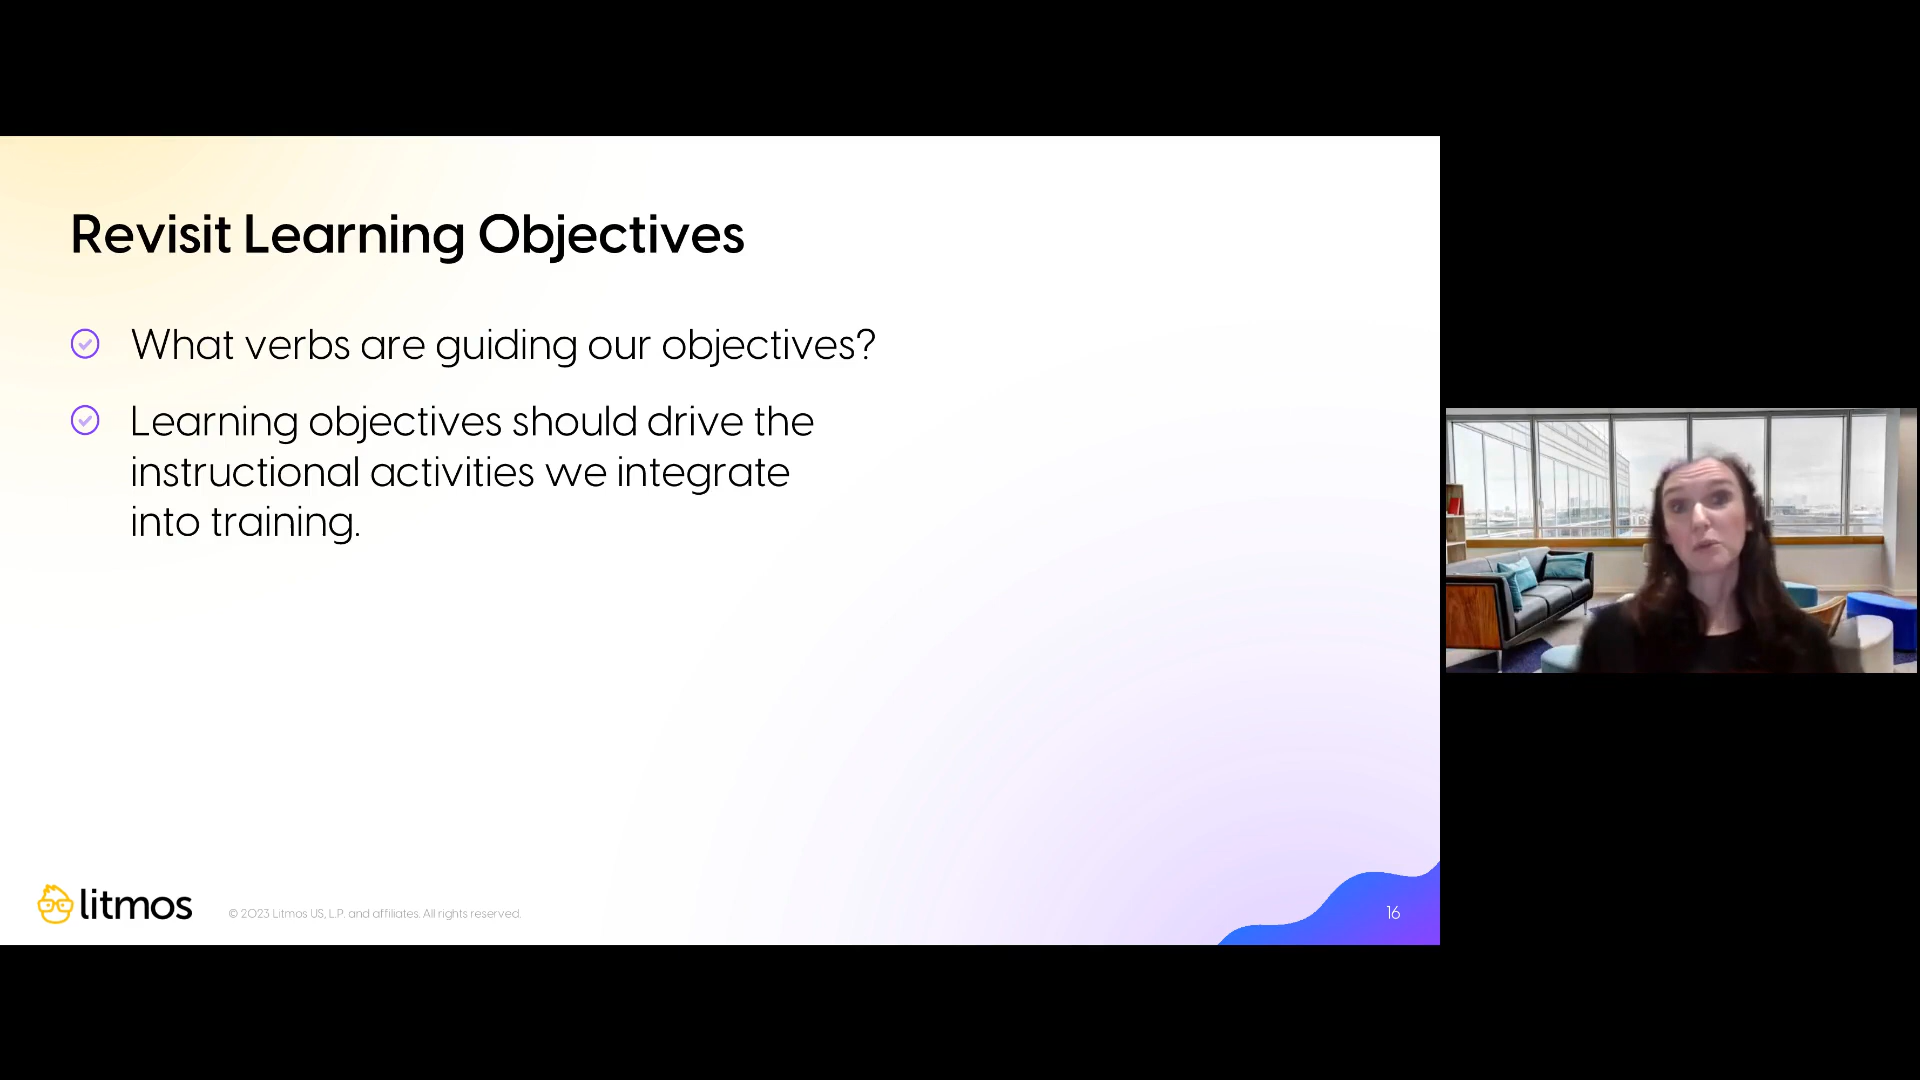 Revisit Learning Objectives
What verbs are guiding our objectives?
Learning objectives should drive the
instructional activities we integrate
into training.
litmos
© 2023 Litmos US, L.P. and affiliates. All rights reserved.
16